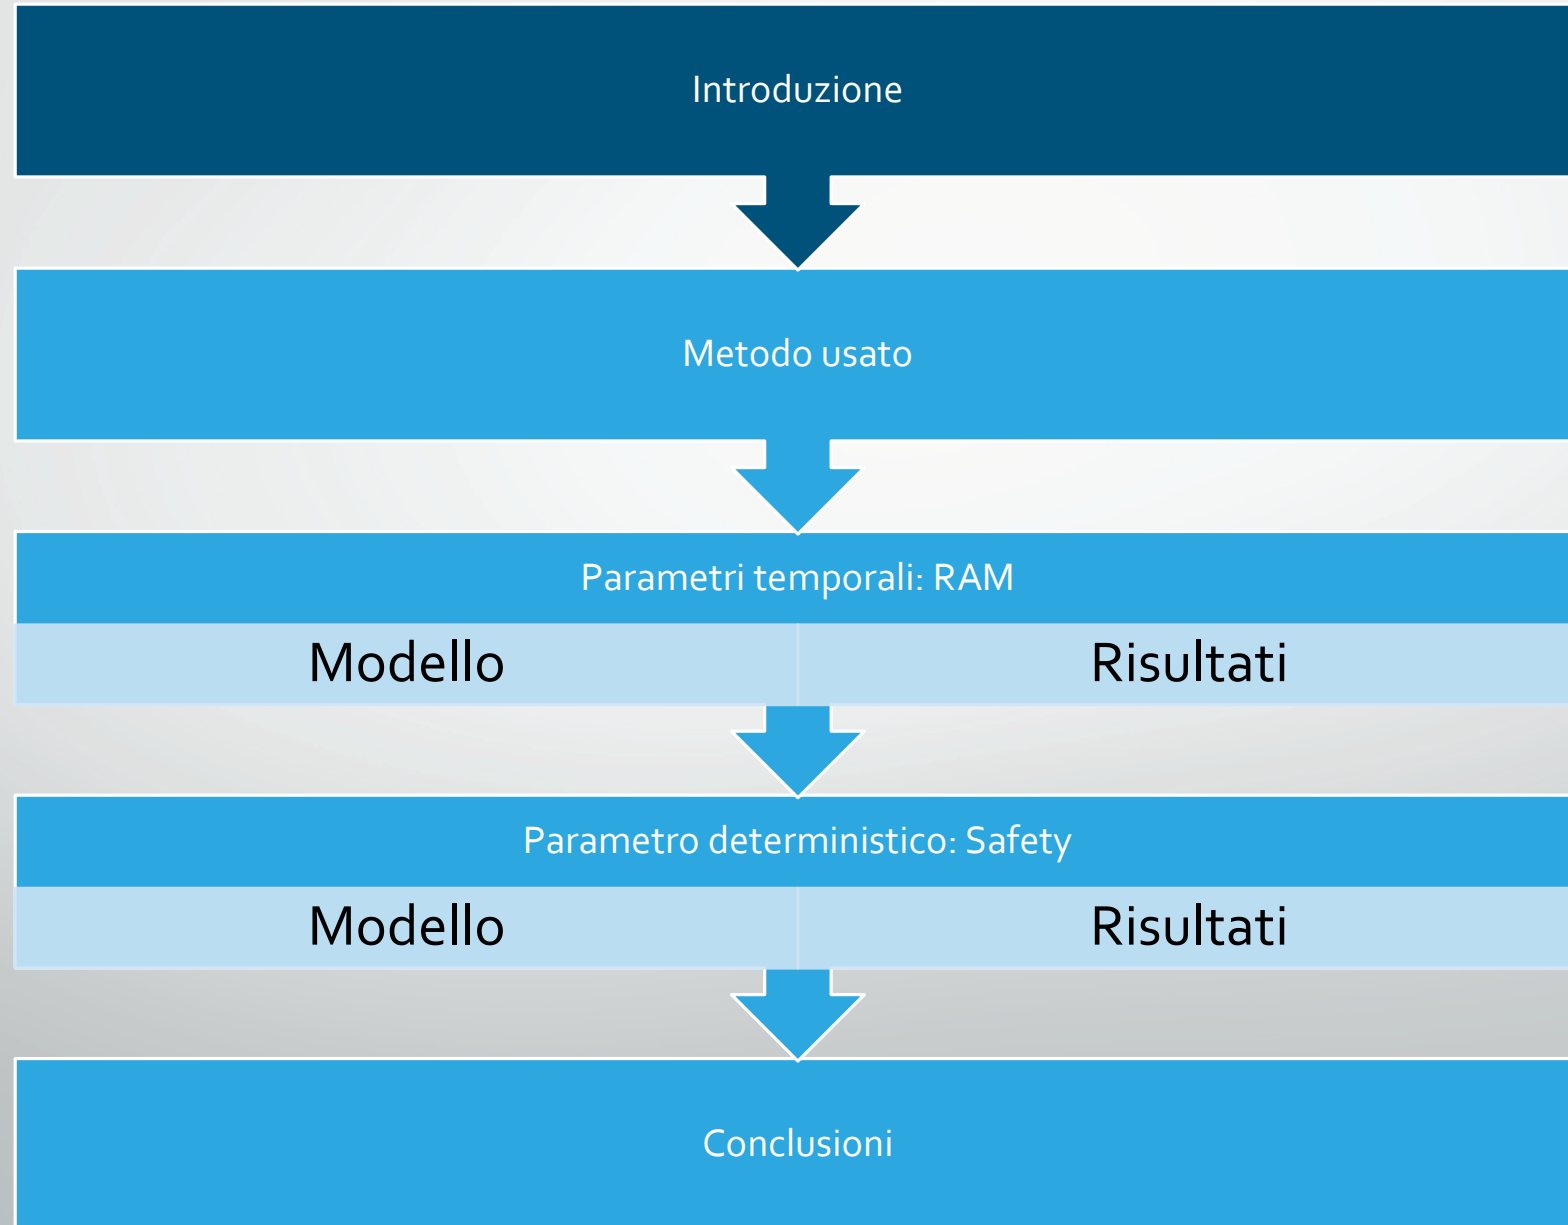 Introduzione
Metodo usato
Parametri temporali: RAM
Modello Risultati
Parametro deterministico: Safety
Modello Risultati
Conclusioni